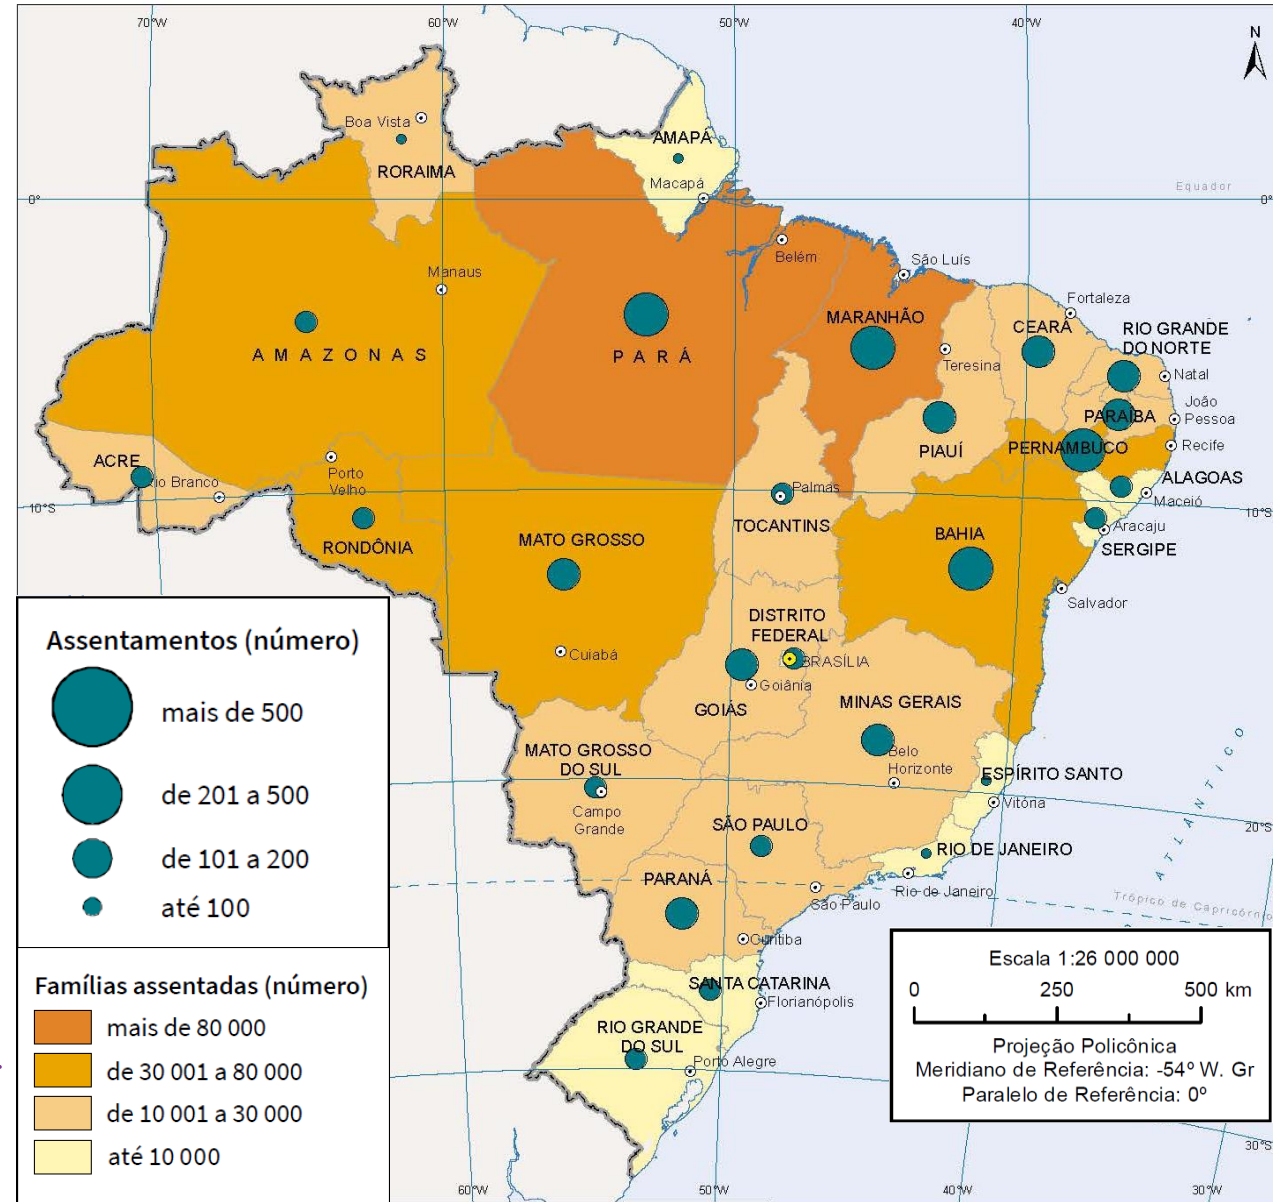 70°W
60°W
50°W
40°W
N
Boa Vista
RORAIMA
AMAPÁ
Macapá
Equador
0°
0°
Belém
São Luís
Manaus
Fortaleza
AMAZONAS
PARÁ
MARANHÃO
CEARÁ
RIO GRANDE
DO NORTE
Teresina
Natal
João
Pessoa
PARAÍBA
PIAUÍ
PERNAMBUCO
Recife
ACRE
Rio Branco
Porto
Velho
Palmas
ALAGOAS
Maceió
10°S
10°S
RONDÔNIA
MATO GROSSO
TOCANTINS
BAHIA
Aracaju
SERGIPE
Salvador
DISTRITO
FEDERAL
BRASÍLIA
Cuiabá
Goiânia
GOIÁS
MINAS GERAIS
MATO GROSSO
DO SUL
Belo
Horizonte
ESPÍRITO SANTO
Vitória
Campo
Grande
SÃO PAULO
20°S
RIO DE JANEIRO
Rio de Janeiro
PARANÁ
São Paulo
ATLÂNTICO
Trópico de Capricórnio
Curitiba
SANTA CATARINA
Florianópolis
RIO GRANDE
DO SUL
Porto Alegre
30°S
60°W
50°W
40°W
30°W
Assentamentos (número)
mais de 500
de 201 a 500
de 101 a 200
até 100
Famílias assentadas (número)
mais de 80 000
de 30 001 a 80 000
de 10 001 a 30 000
até 10 000
Escala 1:26 000 000
0 250 500 km
Projeção Policônica
Meridiano de Referência: -54º W. Gr
Paralelo de Referência: 0º